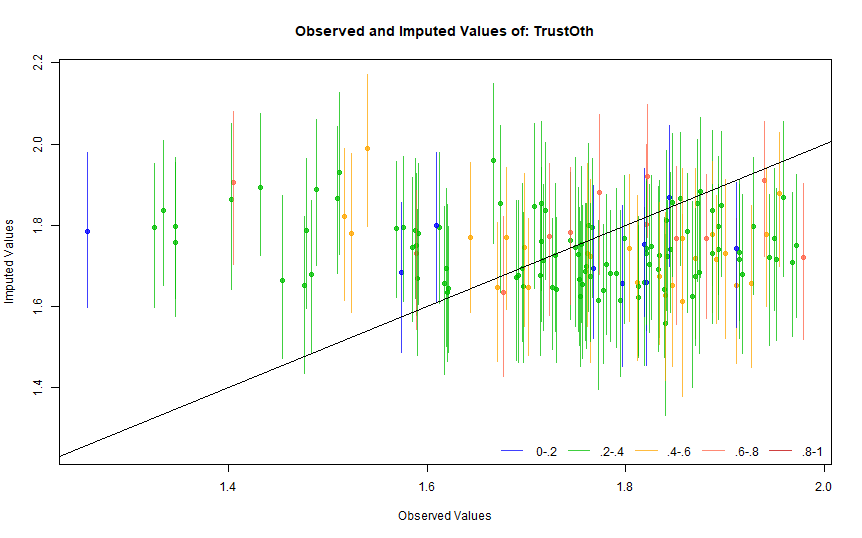 Observed and Imputed Values of: TrustOth
Imputed Values
2.2
2.0
1.8
1.6
1.4
0-.2 .2-.4 .4-.6 .6-.8 .8-1
1.4 1.6 1.8 2.0
Observed Values